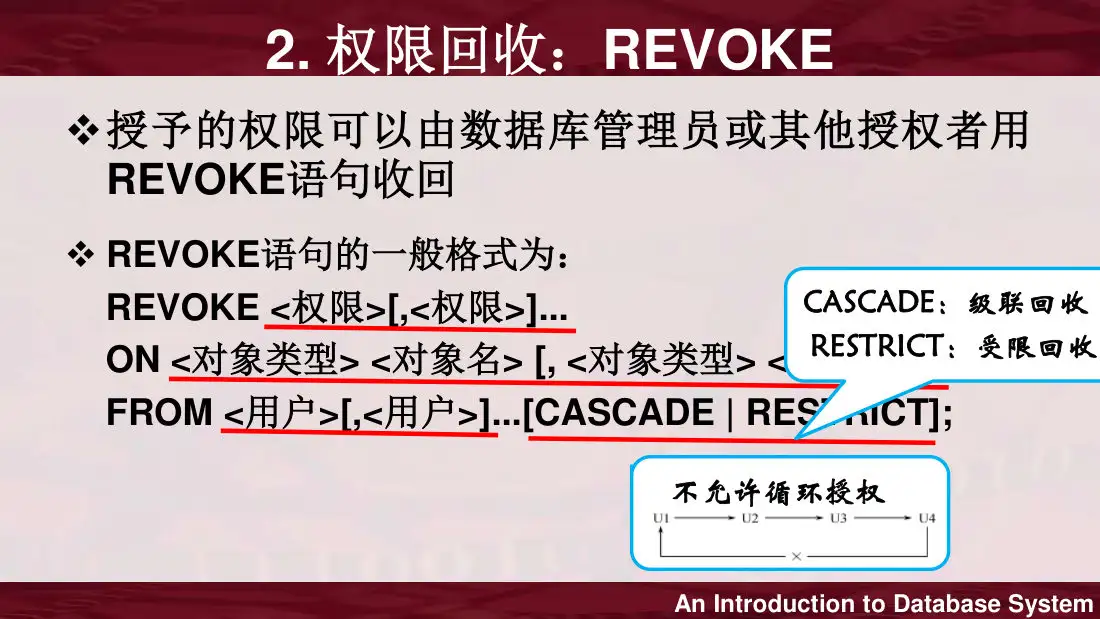 2. 权限回收：REVOKE
❖授予的权限可以由数据库管理员或其他授权者用
REVOKE语句收回
❖ REVOKE语句的一般格式为：
REVOKE <权限>[,<权限>]...
ON <对象类型> <对象名> [, <对象类型> <
FROM <用户>[,<用户>]...[CASCADE | RESTRICT];
CASCADE：级联回收
RESTRICT：受限回收
不允许循环授权
U1 U2 U3 U4
×
An Introduction to Database System